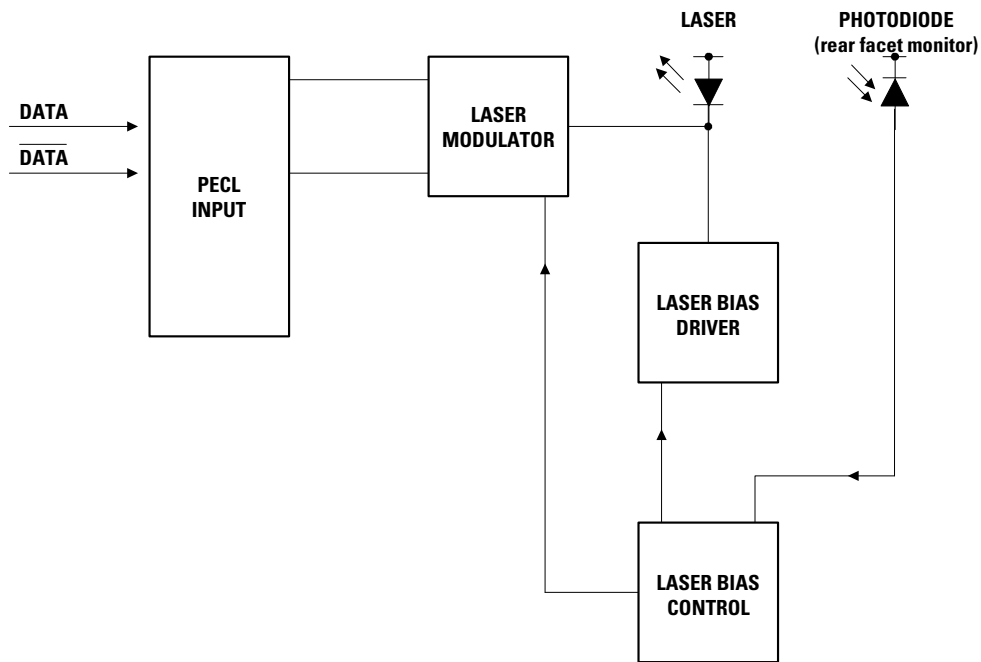 LASER
PHOTODIODE
(rear facet monitor)
DATA
DATA
PECL
INPUT
LASER
MODULATOR
LASER BIAS
DRIVER
LASER BIAS
CONTROL